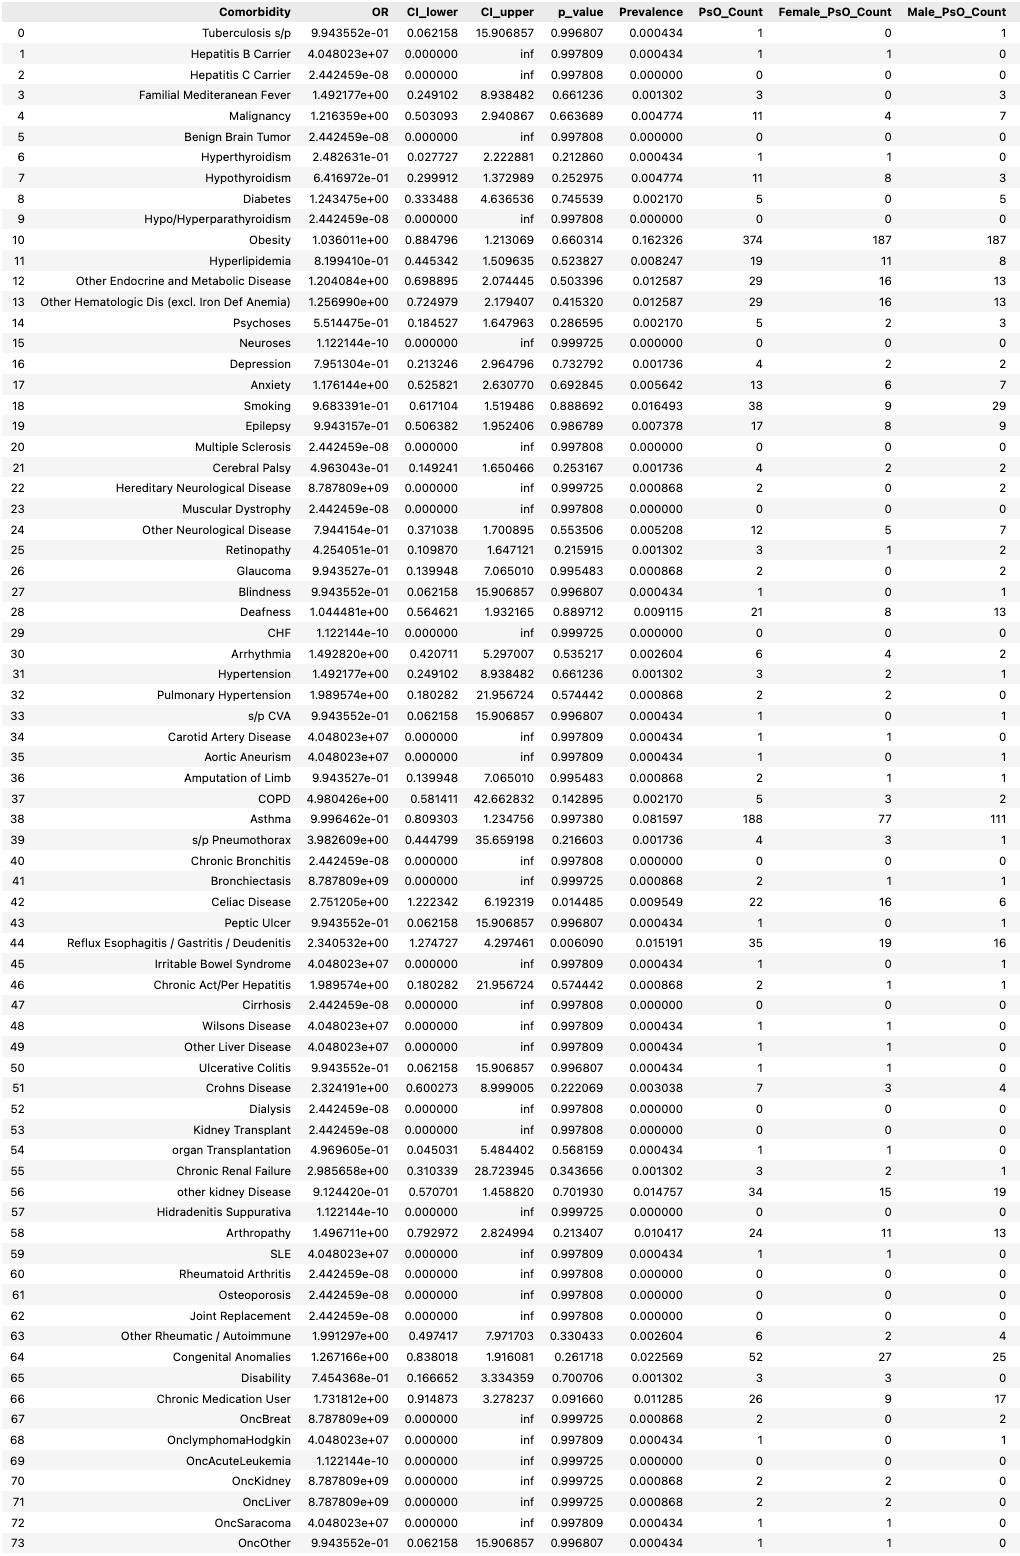 Comorbidity OR CI_lower CI_upper p_value Prevalence PsO_Count Female_PsO_Count Male_PsO_Count
0 Tuberculosis s/p 9.943552e-01 0.062158 15.906857 0.996807 0.000434 1 0 1
1 Hepatitis B Carrier 4.048023e+07 0.000000 inf 0.997809 0.000434 1 1 0
2 Hepatitis C Carrier 2.442459e-08 0.000000 inf 0.997808 0.000000 0 0 0
3 Familial Mediteranean Fever 1.492177e+00 0.249102 8.938482 0.661236 0.001302 3 0 3
4 Malignancy 1.216359e+00 0.503093 2.940867 0.663689 0.004774 11 4 7
5 Benign Brain Tumor 2.442459e-08 0.000000 inf 0.997808 0.000000 0 0 0
6 Hyperthyroidism 2.482631e-01 0.027727 2.222881 0.212860 0.000434 1 1 0
7 Hypothyroidism 6.416972e-01 0.299912 1.372989 0.252975 0.004774 11 8 3
8 Diabetes 1.243475e+00 0.333488 4.636536 0.745539 0.002170 5 0 5
9 Hypo/Hyperparathyroidism 2.442459e-08 0.000000 inf 0.997808 0.000000 0 0 0
10 Obesity 1.036011e+00 0.884796 1.213069 0.660314 0.162326 374 187 187
11 Hyperlipidemia 8.199410e-01 0.445342 1.509635 0.523827 0.008247 19 11 8
12 Other Endocrine and Metabolic Disease 1.204084e+00 0.698895 2.074445 0.503396 0.012587 29 16 13
13 Other Hematologic Dis (excl. Iron Def Anemia) 1.256990e+00 0.724979 2.179407 0.415320 0.012587 29 16 13
14 Psychoses 5.514475e-01 0.184527 1.647963 0.286595 0.002170 5 2 3
15 Neuroses 1.122144e-10 0.000000 inf 0.999725 0.000000 0 0 0
16 Depression 7.951304e-01 0.213246 2.964796 0.732792 0.001736 4 2 2
17 Anxiety 1.176144e+00 0.525821 2.630770 0.692845 0.005642 13 6 7
18 Smoking 9.683391e-01 0.617104 1.519486 0.888692 0.016493 38 9 29
19 Epilepsy 9.943157e-01 0.506382 1.952406 0.986789 0.007378 17 8 9
20 Multiple Sclerosis 2.442459e-08 0.000000 inf 0.997808 0.000000 0 0 0
21 Cerebral Palsy 4.963043e-01 0.149241 1.650466 0.253167 0.001736 4 2 2
22 Hereditary Neurological Disease 8.787809e+09 0.000000 inf 0.999725 0.000868 2 0 2
23 Muscular Dystrophy 2.442459e-08 0.000000 inf 0.997808 0.000000 0 0 0
24 Other Neurological Disease 7.944154e-01 0.371038 1.700895 0.553506 0.005208 12 5 7
25 Retinopathy 4.254051e-01 0.109870 1.647121 0.215915 0.001302 3 1 2
26 Glaucoma 9.943527e-01 0.139948 7.065010 0.995483 0.000868 2 0 2
27 Blindness 9.943552e-01 0.062158 15.906857 0.996807 0.000434 1 0 1
28 Deafness 1.044481e+00 0.564621 1.932165 0.889712 0.009115 21 8 13
29 CHF 1.122144e-10 0.000000 inf 0.999725 0.000000 0 0 0
30 Arrhythmia 1.492820e+00 0.420711 5.297007 0.535217 0.002604 6 4 2
31 Hypertension 1.492177e+00 0.249102 8.938482 0.661236 0.001302 3 2 1
32 Pulmonary Hypertension 1.989574e+00 0.180282 21.956724 0.574442 0.000868 2 2 0
33 s/p CVA 9.943552e-01 0.062158 15.906857 0.996807 0.000434 1 0 1
34 Carotid Artery Disease 4.048023e+07 0.000000 inf 0.997809 0.000434 1 1 0
35 Aortic Aneurism 4.048023e+07 0.000000 inf 0.997809 0.000434 1 0 1
36 Amputation of Limb 9.943527e-01 0.139948 7.065010 0.995483 0.000868 2 1 1
37 COPD 4.980426e+00 0.581411 42.662832 0.142895 0.002170 5 3 2
38 Asthma 9.996462e-01 0.809303 1.234756 0.997380 0.081597 188 77 111
39 s/p Pneumothorax 3.982609e+00 0.444799 35.659198 0.216603 0.001736 4 3 1
40 Chronic Bronchitis 2.442459e-08 0.000000 inf 0.997808 0.000000 0 0 0
41 Bronchiectasis 8.787809e+09 0.000000 inf 0.999725 0.000868 2 1 1
42 Celiac Disease 2.751205e+00 1.222342 6.192319 0.014485 0.009549 22 16 6
43 Peptic Ulcer 9.943552e-01 0.062158 15.906857 0.996807 0.000434 1 0 1
44 Reflux Esophagitis / Gastritis / Deudenitis 2.340532e+00 1.274727 4.297461 0.006090 0.015191 35 19 16
45 Irritable Bowel Syndrome 4.048023e+07 0.000000 inf 0.997809 0.000434 1 0 1
46 Chronic Act/Per Hepatitis 1.989574e+00 0.180282 21.956724 0.574442 0.000868 2 1 1
47 Cirrhosis 2.442459e-08 0.000000 inf 0.997808 0.000000 0 0 0
48 Wilsons Disease 4.048023e+07 0.000000 inf 0.997809 0.000434 1 1 0
49 Other Liver Disease 4.048023e+07 0.000000 inf 0.997809 0.000434 1 1 0
50 Ulcerative Colitis 9.943552e-01 0.062158 15.906857 0.996807 0.000434 1 1 0
51 Crohns Disease 2.324191e+00 0.600273 8.999005 0.222069 0.003038 7 3 4
52 Dialysis 2.442459e-08 0.000000 inf 0.997808 0.000000 0 0 0
53 Kidney Transplant 2.442459e-08 0.000000 inf 0.997808 0.000000 0 0 0
54 organ Transplantation 4.969605e-01 0.045031 5.484402 0.568159 0.000434 1 1 0
55 Chronic Renal Failure 2.985658e+00 0.310339 28.723945 0.343656 0.001302 3 2 1
56 other kidney Disease 9.124420e-01 0.570701 1.458820 0.701930 0.014757 34 15 19
57 Hidradenitis Suppurativa 1.122144e-10 0.000000 inf 0.999725 0.000000 0 0 0
58 Arthropathy 1.496711e+00 0.792972 2.824994 0.213407 0.010417 24 11 13
59 SLE 4.048023e+07 0.000000 inf 0.997809 0.000434 1 1 0
60 Rheumatoid Arthritis 2.442459e-08 0.000000 inf 0.997808 0.000000 0 0 0
61 Osteoporosis 2.442459e-08 0.000000 inf 0.997808 0.000000 0 0 0
62 Joint Replacement 2.442459e-08 0.000000 inf 0.997808 0.000000 0 0 0
63 Other Rheumatic / Autoimmune 1.991297e+00 0.497417 7.971703 0.330433 0.002604 6 2 4
64 Congenital Anomalies 1.267166e+00 0.838018 1.916081 0.261718 0.022569 52 27 25
65 Disability 7.454368e-01 0.166652 3.334359 0.700706 0.001302 3 3 0
66 Chronic Medication User 1.731812e+00 0.914873 3.278237 0.091660 0.011285 26 9 17
67 OncBreat 8.787809e+09 0.000000 inf 0.999725 0.000868 2 0 2
68 OnclymphomaHodgkin 4.048023e+07 0.000000 inf 0.997809 0.000434 1 0 1
69 OncAcuteLeukemia 1.122144e-10 0.000000 inf 0.999725 0.000000 0 0 0
70 OncKidney 8.787809e+09 0.000000 inf 0.999725 0.000868 2 2 0
71 OncLiver 8.787809e+09 0.000000 inf 0.999725 0.000868 2 2 0
72 OncSaracoma 4.048023e+07 0.000000 inf 0.997809 0.000434 1 1 0
73 OncOther 9.943552e-01 0.062158 15.906857 0.996807 0.000434 1 1 0